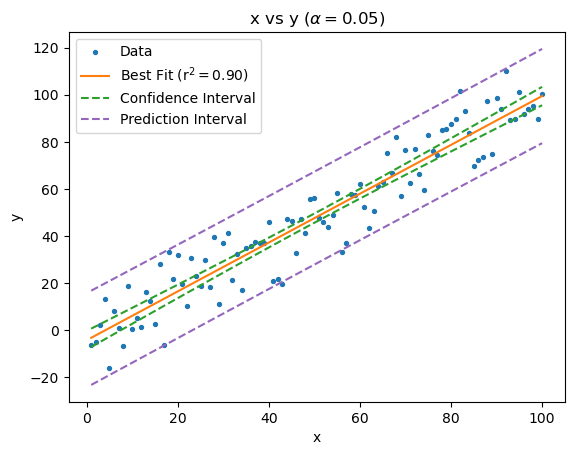 x vs y (α = 0.05)
Data
Best Fit (r² = 0.90)
Confidence Interval
Prediction Interval
120
100
80
60
40
20
0
−20
y
0 20 40 60 80 100
x